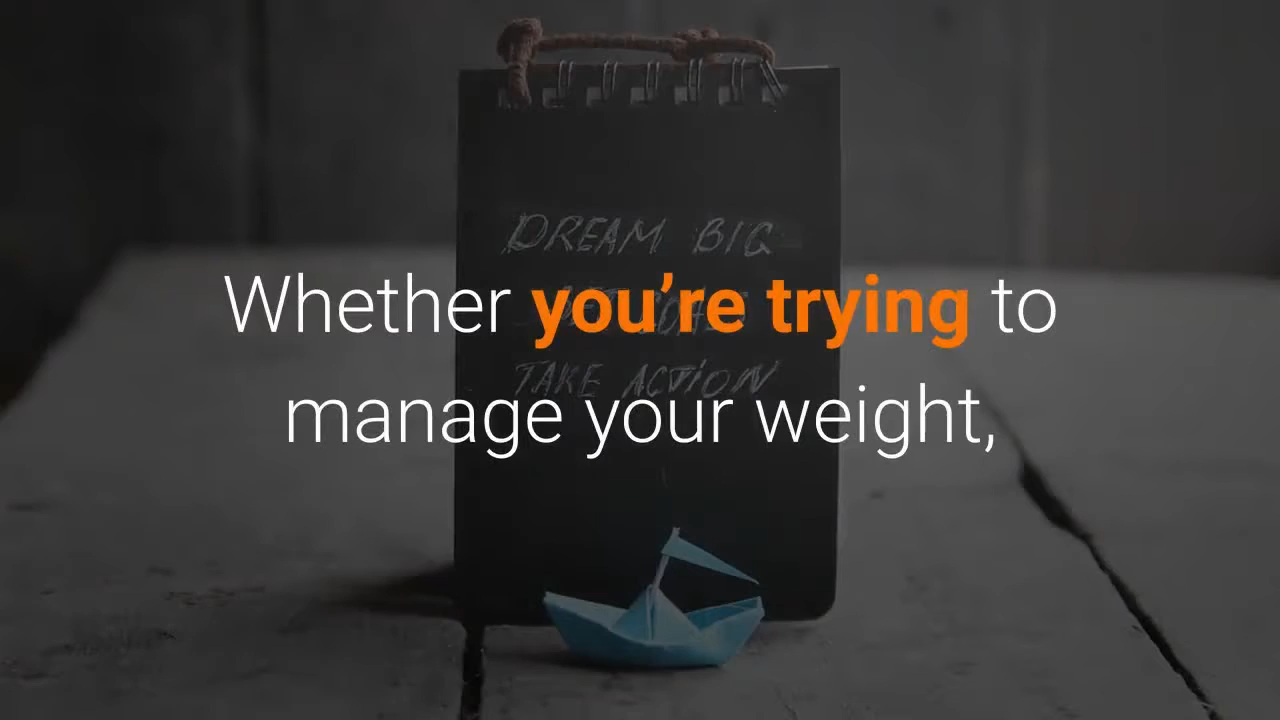 DREAM BIG
Whether you’re trying to
TAKE ACTION
manage your weight,